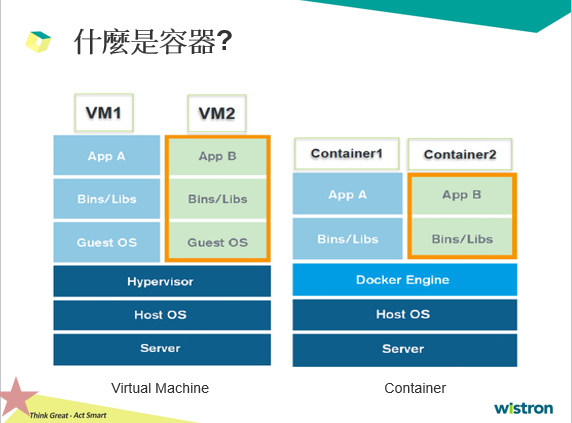 什麼是容器?
VM1
VM2
App A
App B
Bins/Libs
Bins/Libs
Guest OS
Guest OS
Hypervisor
Host OS
Server
Virtual Machine
Container1
Container2
App A
App B
Bins/Libs
Bins/Libs
Docker Engine
Host OS
Server
Container
Think Great - Act Smart
wistron